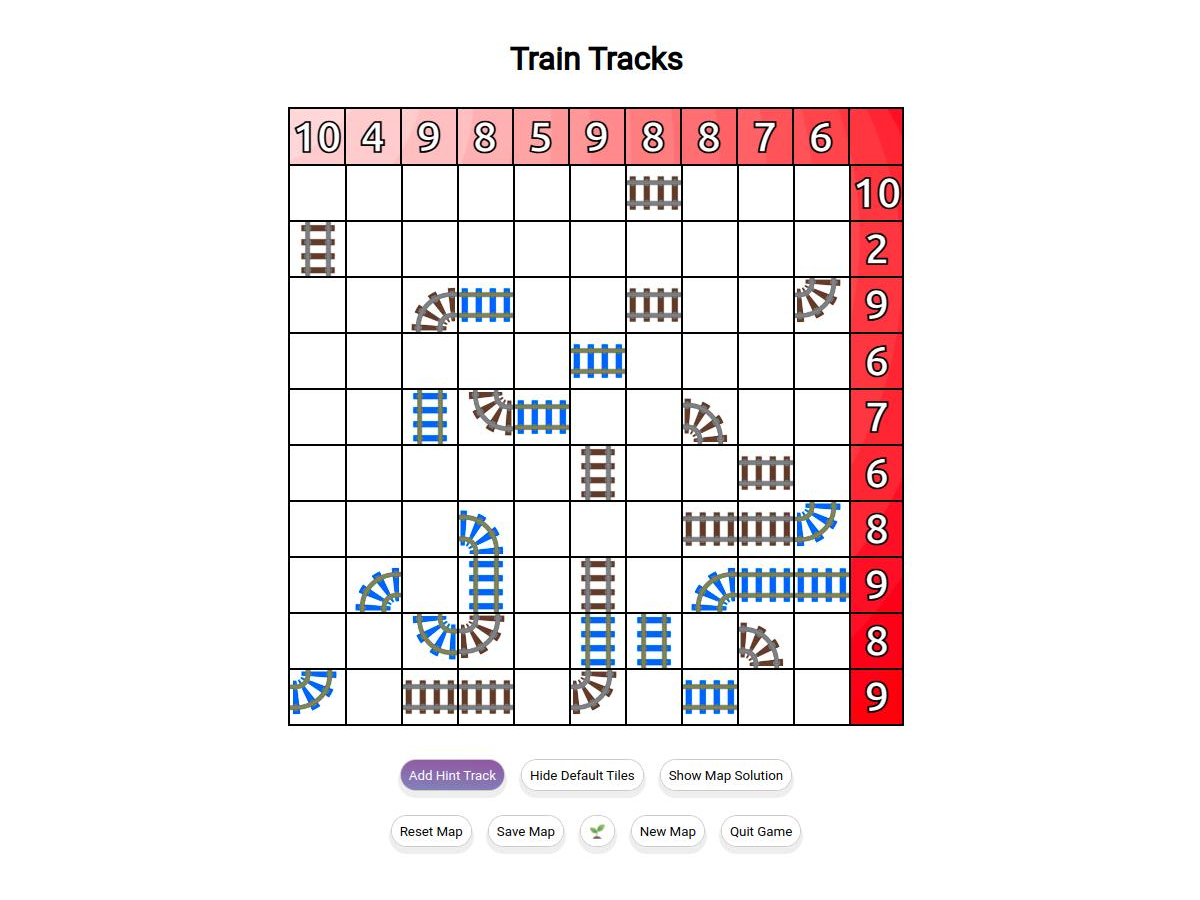 Train Tracks
10 4 9 8 5 9 8 8 7 6
10
2
9
6
7
6
8
9
8
9
Add Hint Track Hide Default Tiles Show Map Solution
Reset Map Save Map New Map Quit Game